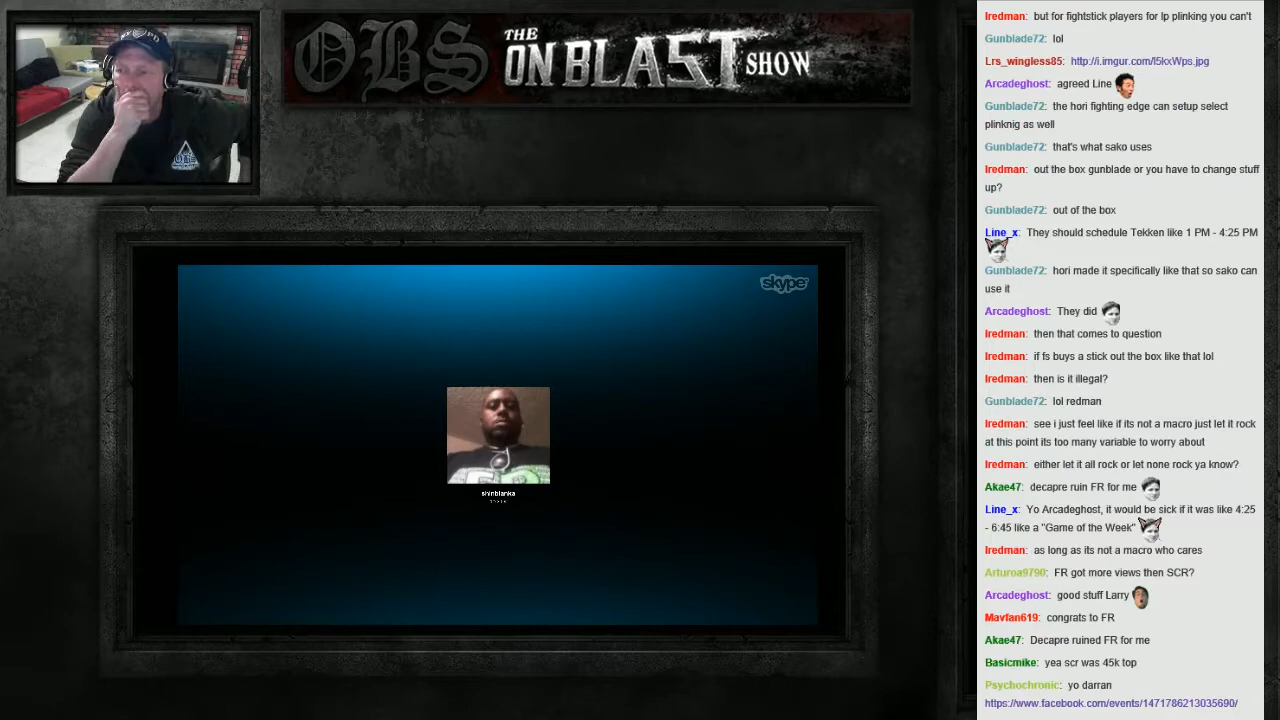 OBS THE
ON BLAST SHOW
skype
shinblanka
Iredman: but for fightstick players for lp plinking you can't
Gunblade72: lol
Lrs_wingless85: http://i.imgur.com/l5kxWps.jpg
Arcadeghost: agreed Line
Gunblade72: the hori fighting edge can setup select
plinknig as well
Gunblade72: that's what sako uses
Iredman: out the box gunblade or you have to change stuff
up?
Gunblade72: out of the box
Line_x: They should schedule Tekken like 1 PM - 4:25 PM
Gunblade72: hori made it specifically like that so sako can
use it
Arcadeghost: They did
Iredman: then that comes to question
Iredman: if fs buys a stick out the box like that lol
Iredman: then is it illegal?
Gunblade72: lol redman
Iredman: see i just feel like if its not a macro just let it rock
at this point its too many variable to worry about
Iredman: either let it all rock or let none rock ya know?
Akae47: decapre ruin FR for me
Line_x: Yo Arcadeghost, it would be sick if it was like 4:25
- 6:45 like a "Game of the Week"
Iredman: as long as its not a macro who cares
Arturoa9790: FR got more views then SCR?
Arcadeghost: good stuff Larry
Mavfan619: congrats to FR
Akae47: Decapre ruined FR for me
Basicmike: yea scr was 45k top
Psychochronic: yo darran
https://www.facebook.com/events/1471786213035690/